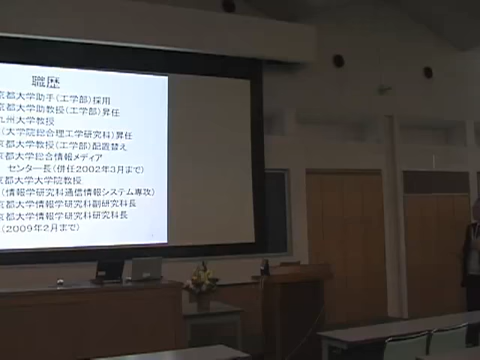 職歴
京都大学助手(工学部)採用
京都大学助教授(工学部)昇任
九州大学教授
(大学院総合理工学研究科)昇任
京都大学教授(工学部)配置替え
京都大学総合情報メディア
センター長(併任2002年3月まで)
京都大学大学院教授
(情報学研究科通信情報システム専攻)
京都大学情報学研究科副研究科長
京都大学情報学研究科研究科長
(2009年2月まで)